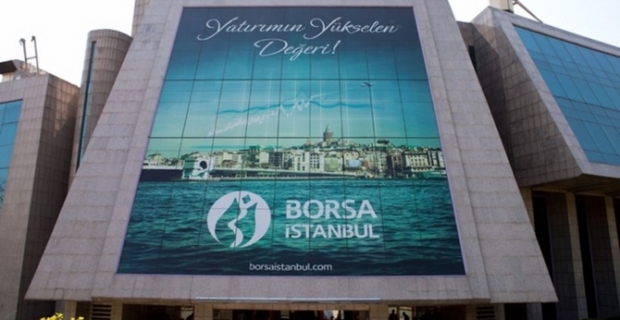 Yatırımın Yükselen
Değeri!
BORSA
İSTANBUL
borsaistanbul.com